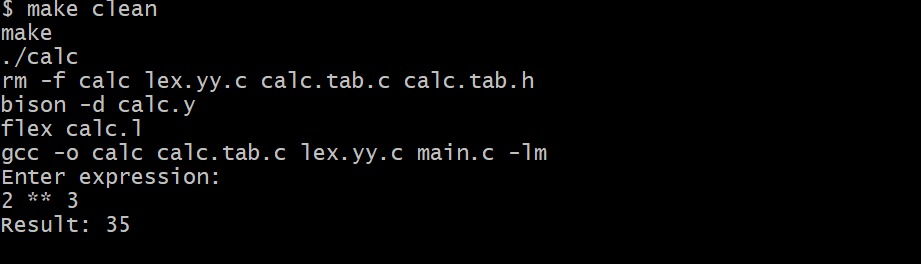 $ make clean
make
./calc
rm -f calc lex.yy.c calc.tab.c calc.tab.h
bison -d calc.y
flex calc.l
gcc -o calc calc.tab.c lex.yy.c main.c -lm
Enter expression:
2 ** 3
Result: 35